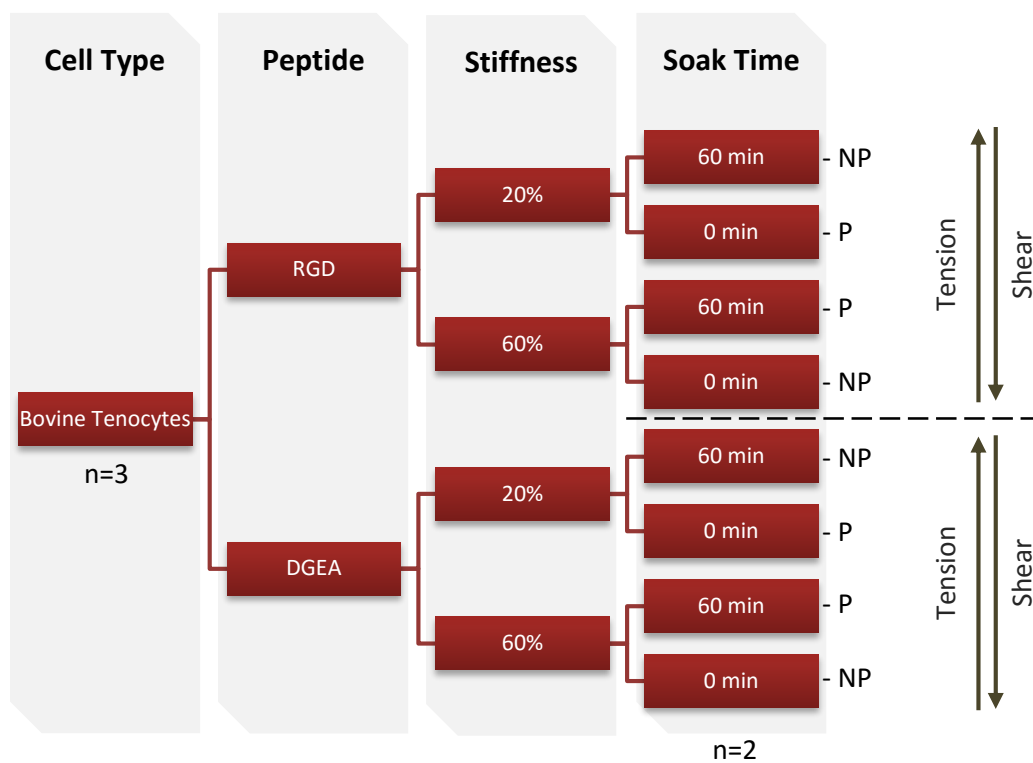 Cell Type
Peptide
Stiffness
Soak Time
Bovine Tenocytes
n=3
RGD
DGEA
20%
60%
20%
60%
60 min
- NP
0 min
- P
60 min
- P
0 min
- NP
60 min
- NP
0 min
- P
60 min
- P
0 min
- NP
n=2
Tension
Shear
Tension
Shear